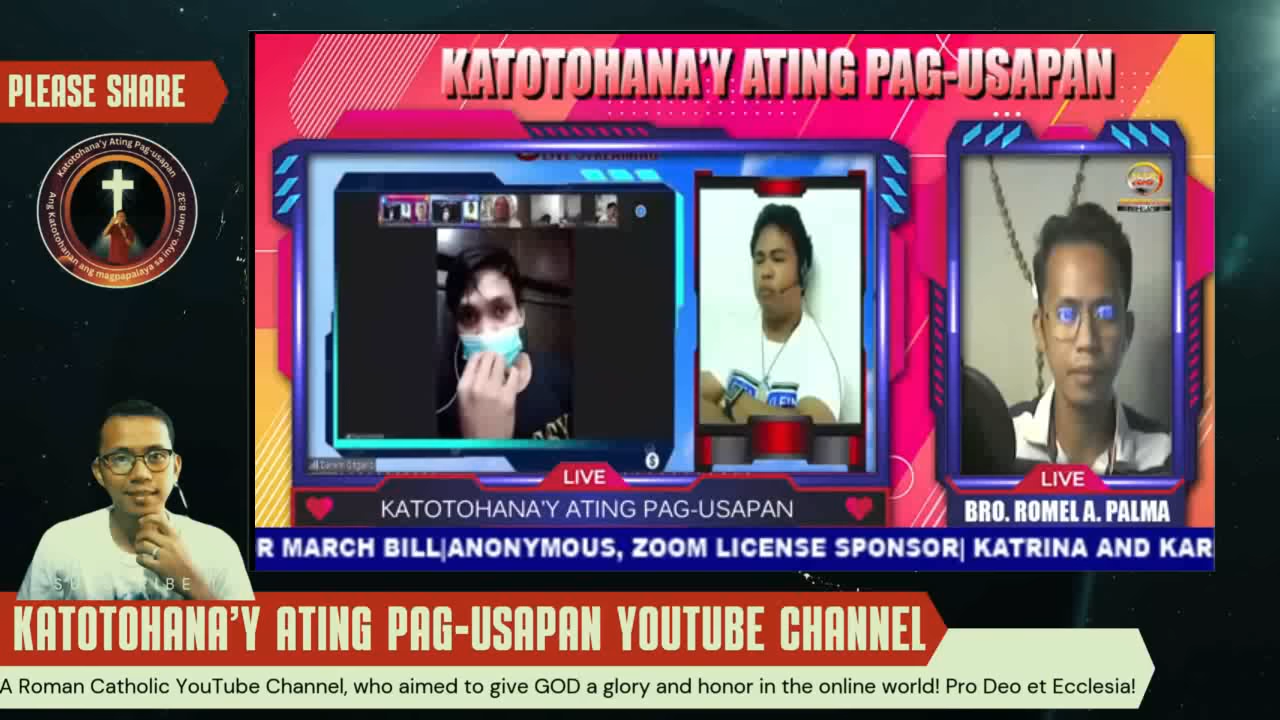 PLEASE SHARE
Katotohana'y Ating Pag-usapan
Ang Katotohanan ang magpapalaya sa inyo. Juan 8:32
KATOTOHANA'Y ATING PAG-USAPAN
LIVE STREAMING
LIVE
KATOTOHANA'Y ATING PAG-USAPAN
LIVE
BRO. ROMEL A. PALMA
R MARCH BILL|ANONYMOUS, ZOOM LICENSE SPONSOR| KATRINA AND KAR
KATOTOHANA'Y ATING PAG-USAPAN YOUTUBE CHANNEL
A Roman Catholic YouTube Channel, who aimed to give GOD a glory and honor in the online world! Pro Deo et Ecclesia!